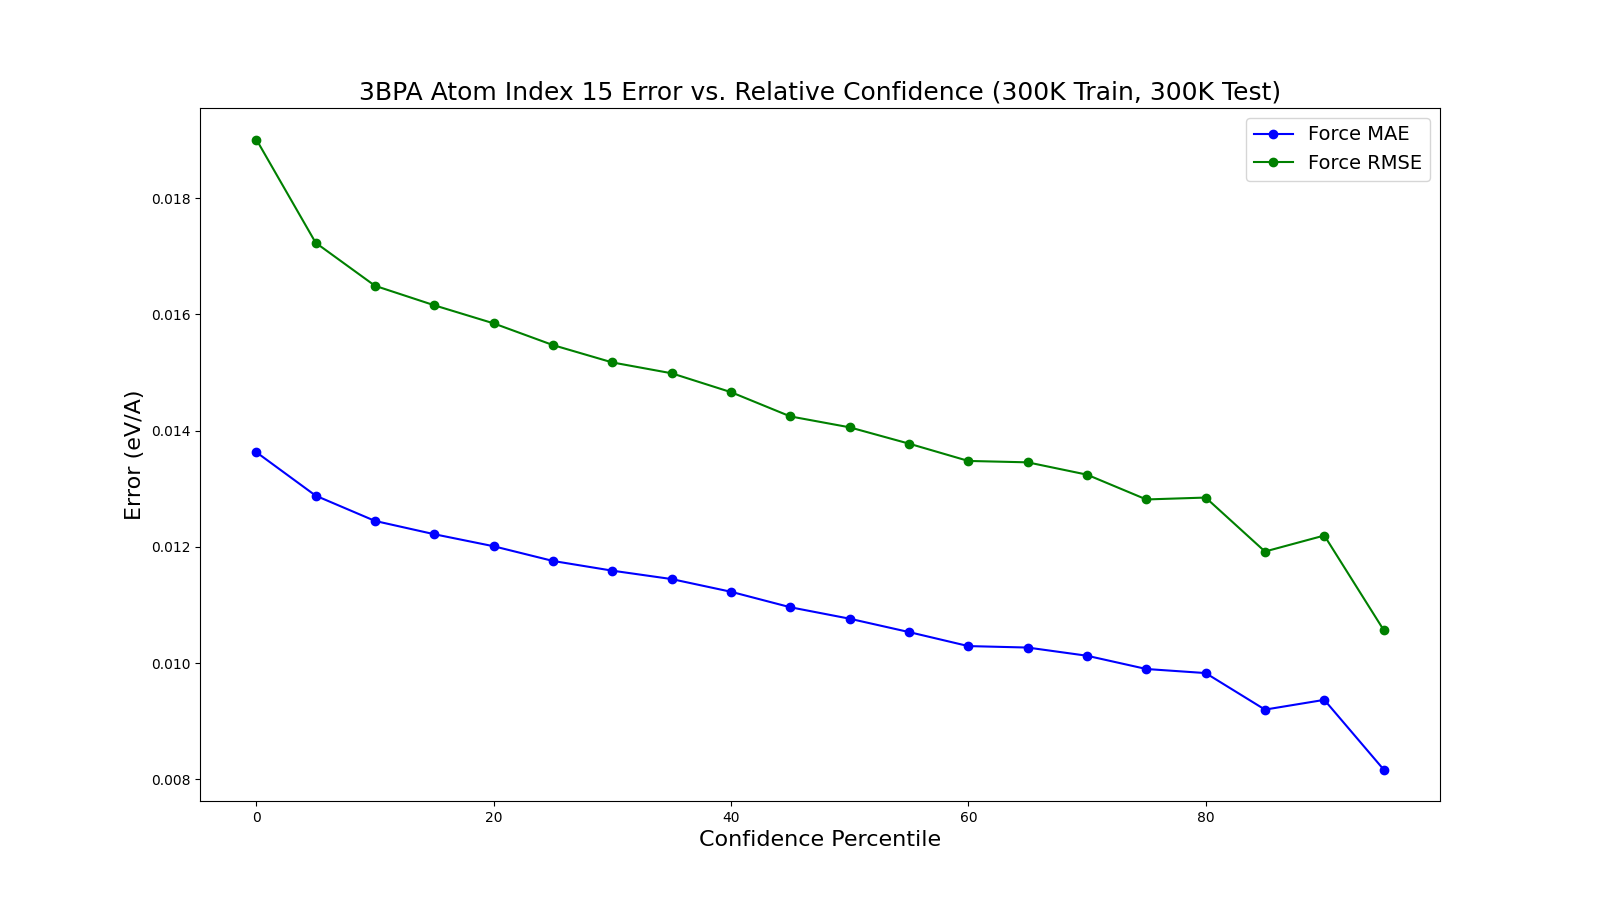 3BPA Atom Index 15 Error vs. Relative Confidence (300K Train, 300K Test)
Force MAE
Force RMSE
0.018
0.016
0.014
0.012
0.010
0.008
Error (eV/A)
0 20 40 60 80
Confidence Percentile